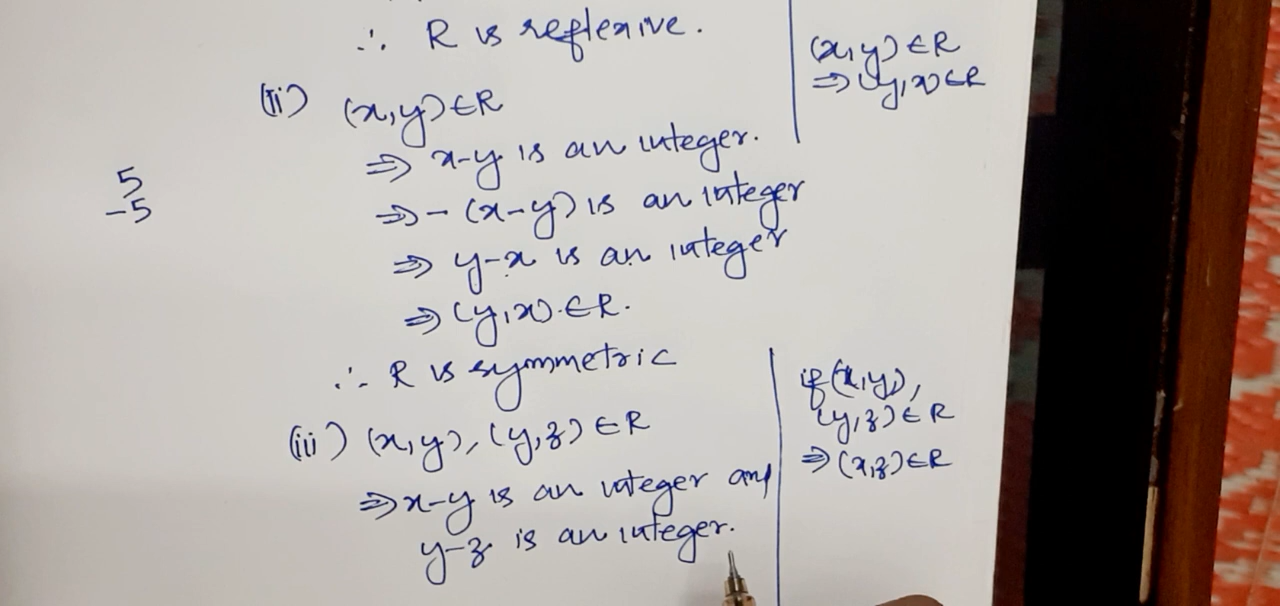 ∴ R is reflexive.
(x,y) ∈ R
⇒ (y,x) ∈ R
(ii) (x,y) ∈ R
⇒ x-y is an integer.
5
-5
⇒ -(x-y) is an integer
⇒ y-x is an integer
⇒ (y,x) ∈ R.
∴ R is symmetric
if (x,y),
(y,z) ∈ R
⇒ (x,z) ∈ R
(iii) (x,y), (y,z) ∈ R
⇒ x-y is an integer and
y-z is an integer.